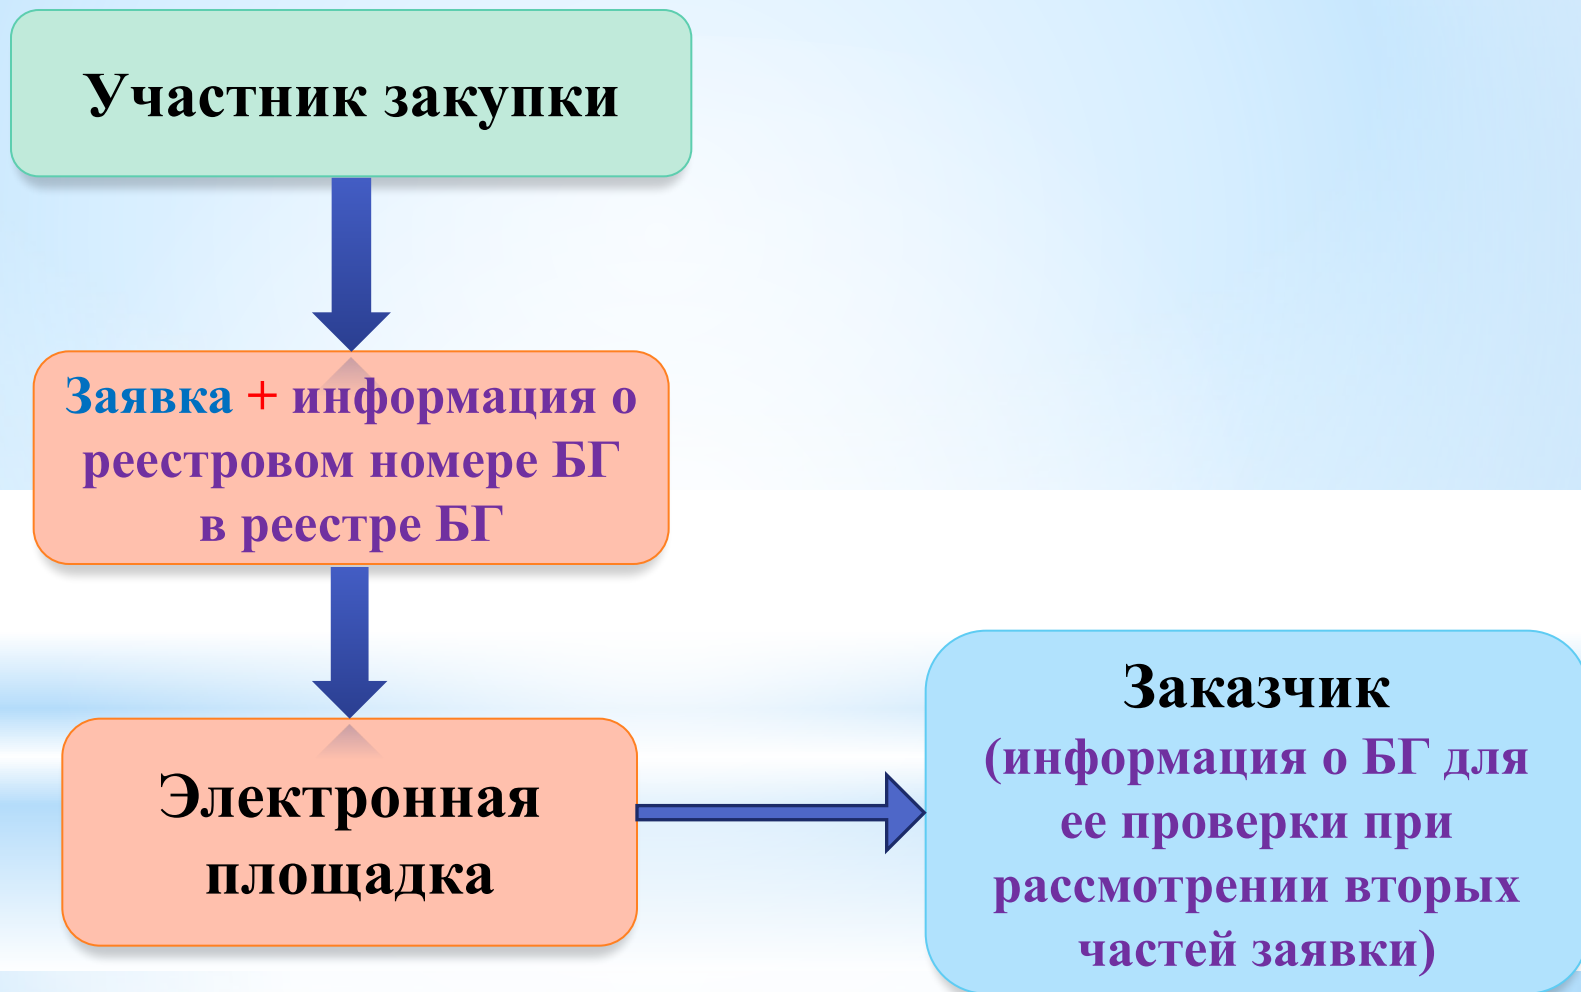 Участник закупки
Заявка + информация о
реестровом номере БГ
в реестре БГ
Электронная
площадка
Заказчик
(информация о БГ для
ее проверки при
рассмотрении вторых
частей заявки)